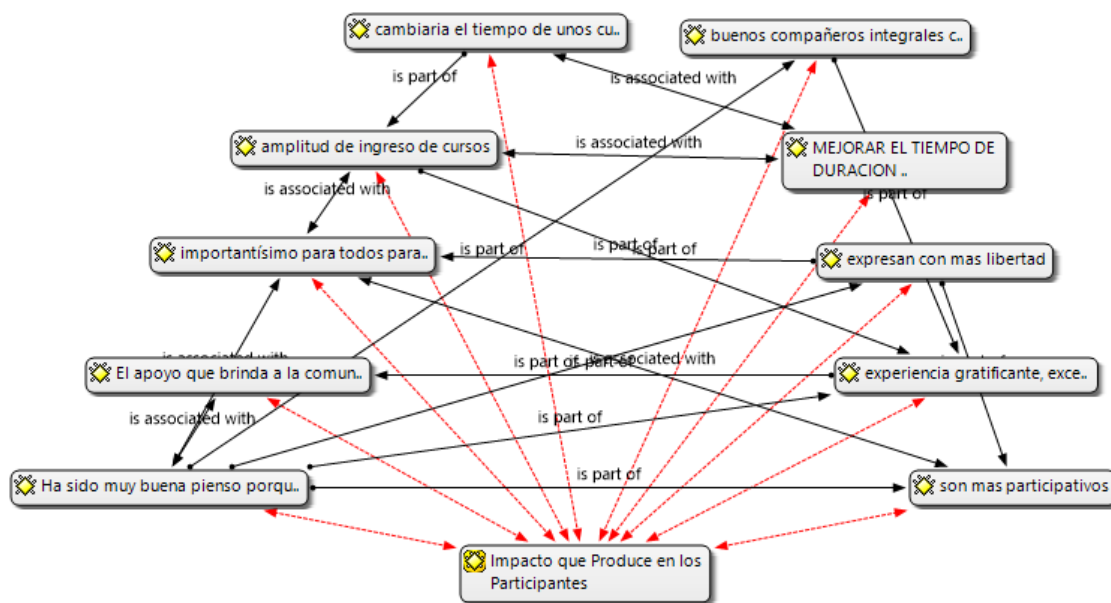 cambiaria el tiempo de unos cu..
buenos compañeros integrales c..
is part of
is associated with
amplitud de ingreso de cursos
is associated with
MEJORAR EL TIEMPO DE
DURACION ..
is associated with
is part of
importantísimo para todos para..
is part of
is part of
is part of
expresan con mas libertad
is associated with
El apoyo que brinda a la comun..
is part of
is part of
is associated with
experiencia gratificante, exce..
is associated with
is part of
Ha sido muy buena pienso porqu..
is part of
son mas participativos
Impacto que Produce en los
Participantes